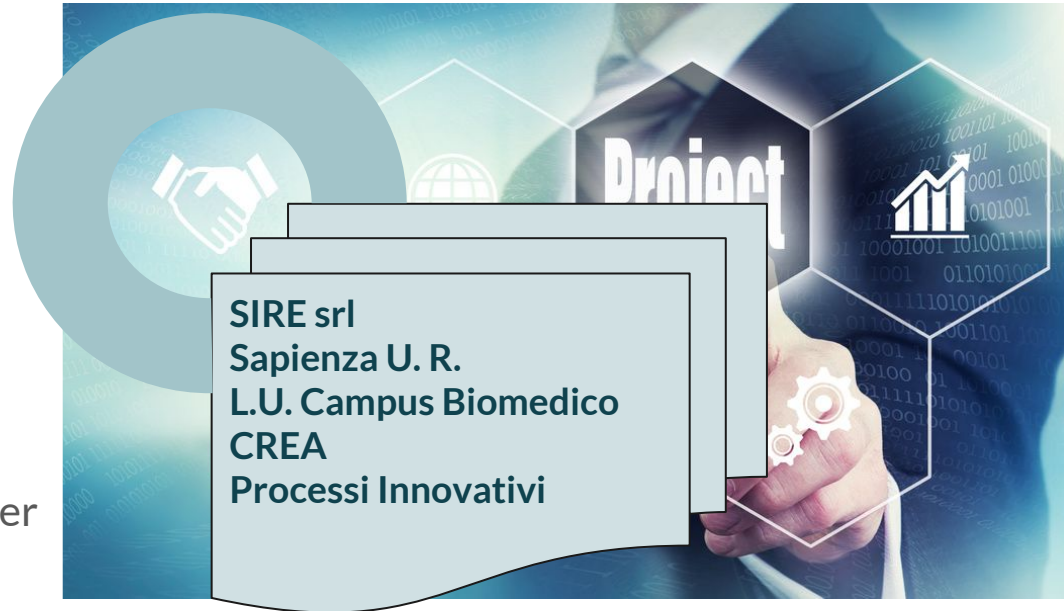 Project
SIRE srl
Sapienza U. R.
L.U. Campus Biomedico
CREA
Processi Innovativi
er